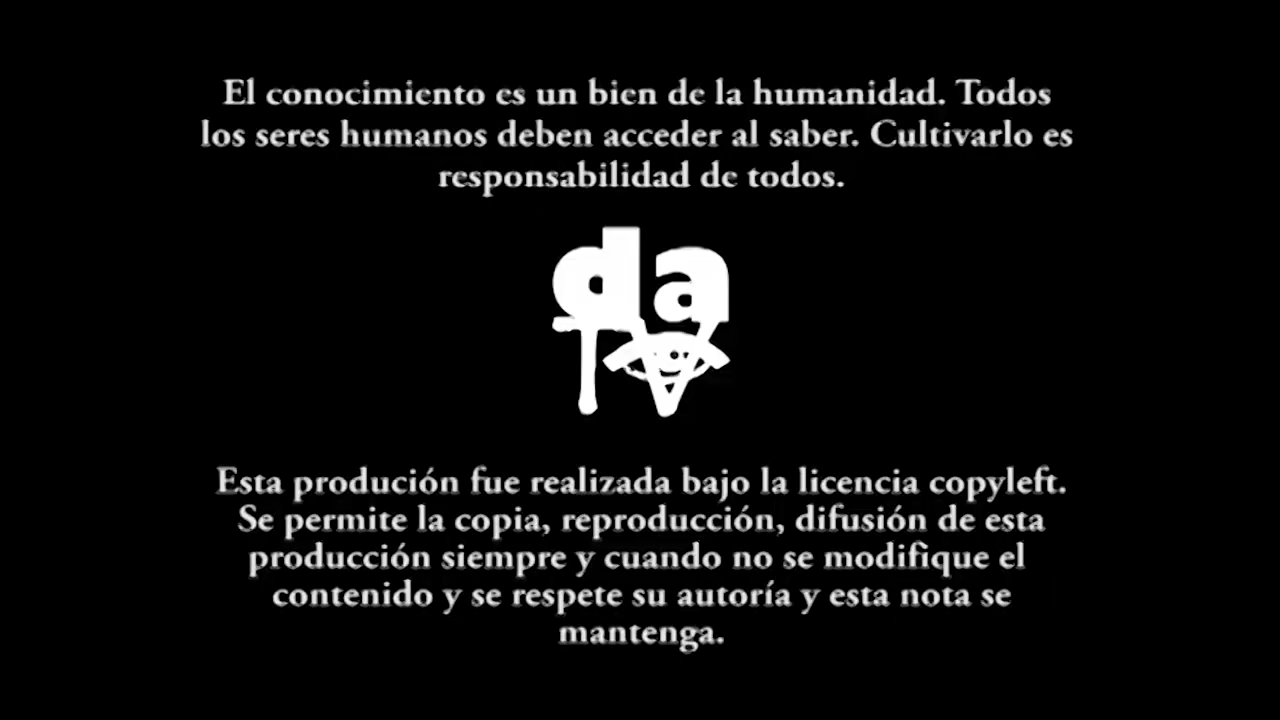 El conocimiento es un bien de la humanidad. Todos
los seres humanos deben acceder al saber. Cultivarlo es
responsabilidad de todos.
da
TV
Esta produción fue realizada bajo la licencia copyleft.
Se permite la copia, reproducción, difusión de esta
producción siempre y cuando no se modifique el
contenido y se respete su autoría y esta nota se
mantenga.